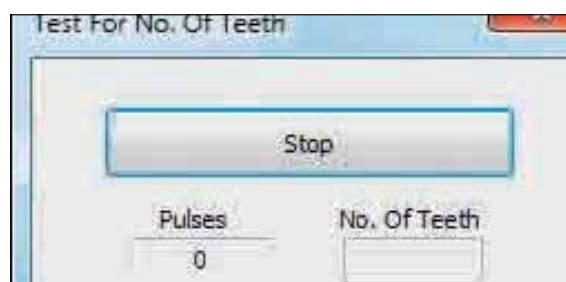 Test For No. Of Teeth
Stop
Pulses No. Of Teeth
0